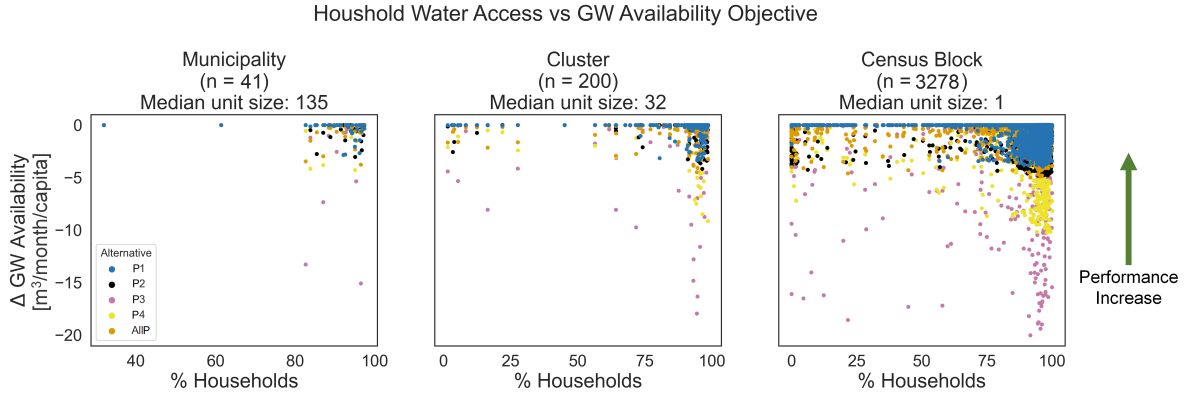 Houshold Water Access vs GW Availability Objective
Municipality
(n = 41)
Median unit size: 135
Cluster
(n = 200)
Median unit size: 32
Census Block
(n = 3278)
Median unit size: 1
Δ GW Availability
[m³/month/capital]
0
−5
−10
−15
−20
Alternative
P1
P2
P3
P4
AllP
40
60
80
100
% Households
0
25
50
75
100
% Households
0
25
50
75
100
% Households
Performance
Increase